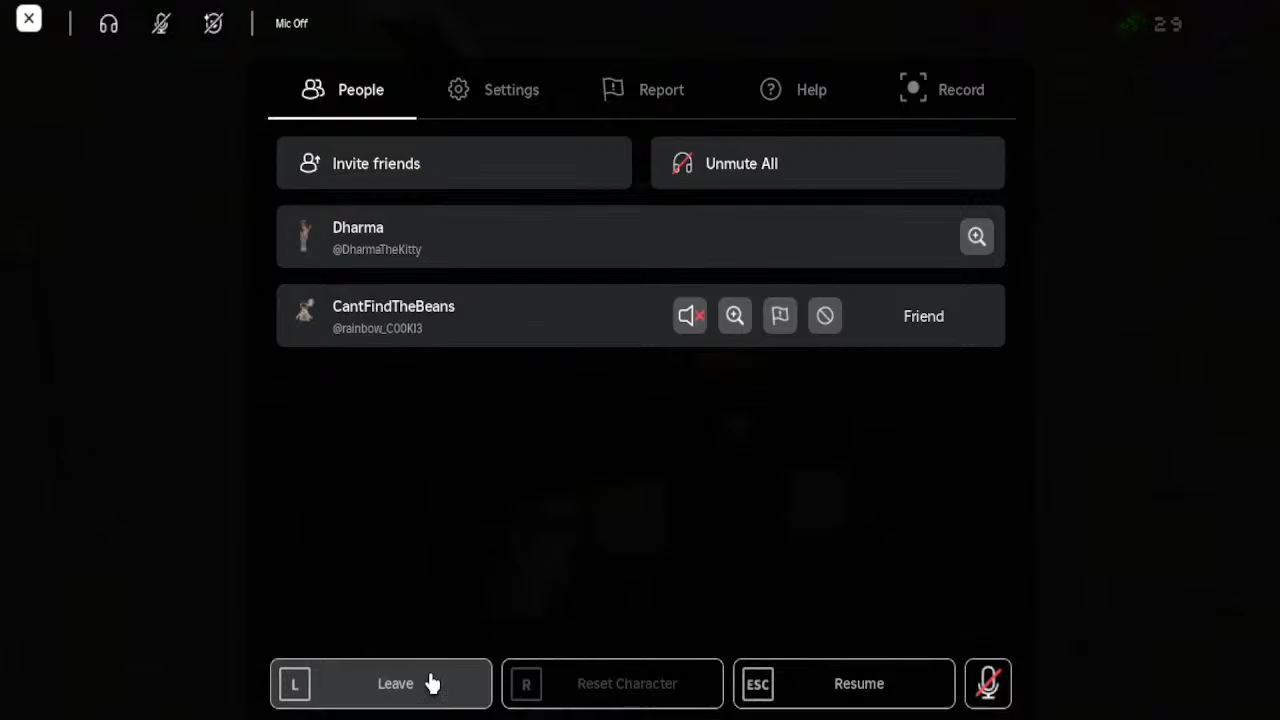 Mic Off
29
People
Settings
Report
Help
Record
Invite friends
Unmute All
Dharma
@DharmaTheKitty
CantFindTheBeans
@rainbow_C00KI3
Friend
L
Leave
R
Reset Character
ESC
Resume